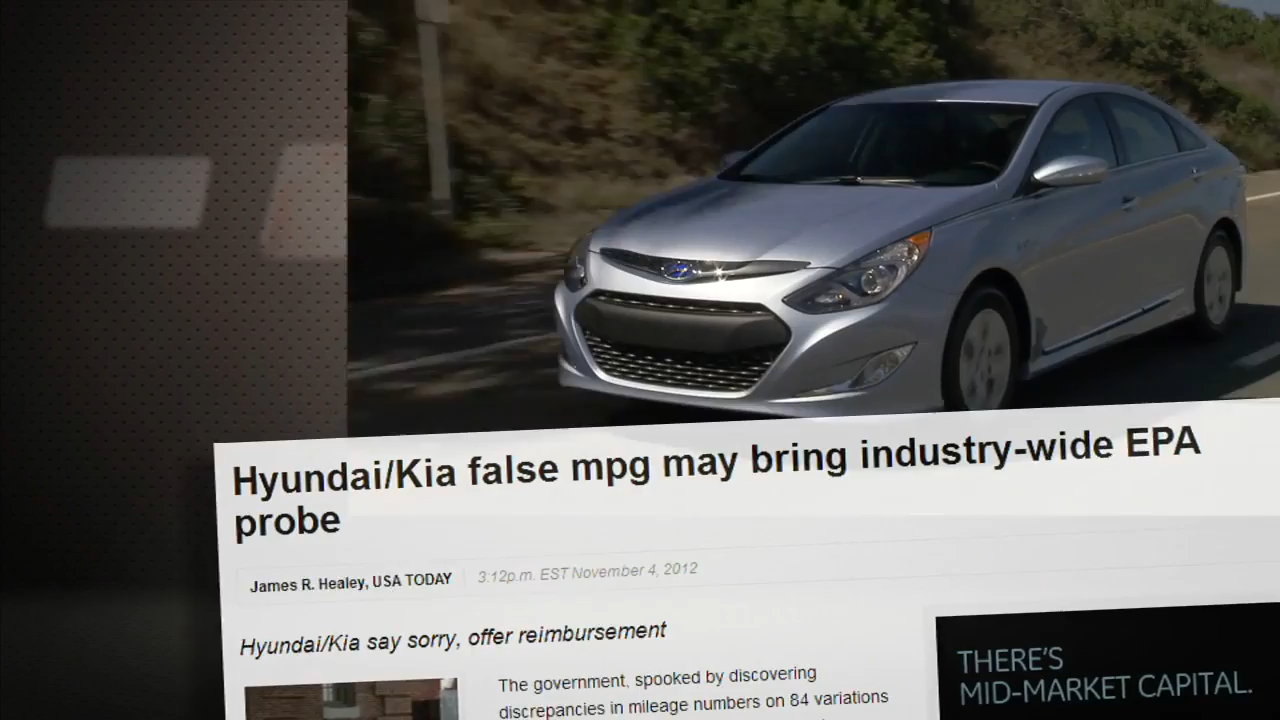 Hyundai/Kia false mpg may bring industry-wide EPA
probe
James R. Healey, USA TODAY
3:12p.m. EST November 4, 2012
Hyundai/Kia say sorry, offer reimbursement
The government, spooked by discovering
discrepancies in mileage numbers on 84 variations
THERE'S
MID-MARKET CAPITAL.